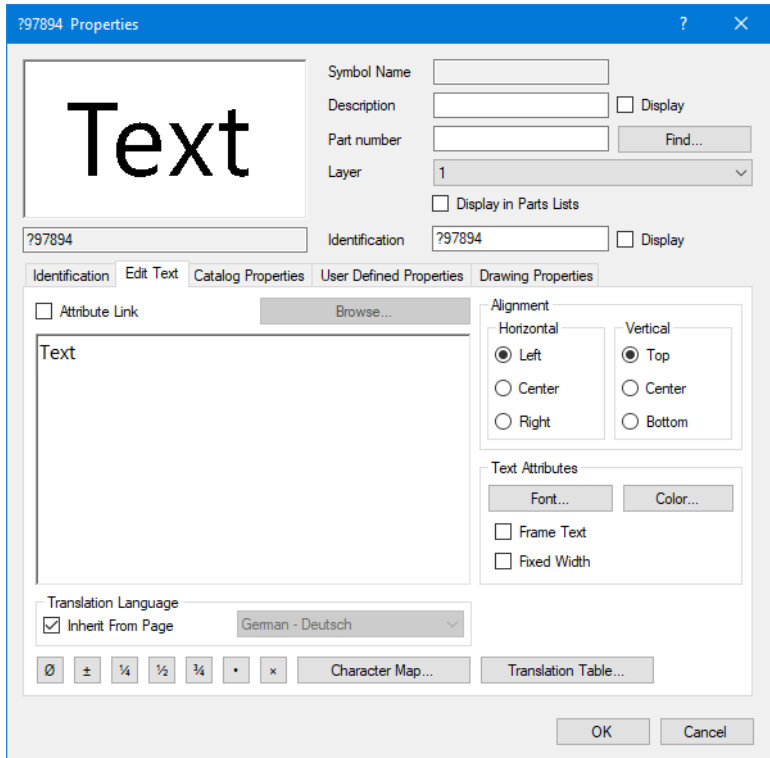 ?97894 Properties
?
Text
Symbol Name
Description
Display
Part number
Find...
Layer
1
Display in Parts Lists
?97894
Identification
?97894
Display
Identification
Edit Text
Catalog Properties
User Defined Properties
Drawing Properties
Attribute Link
Browse...
Text
Alignment
Horizontal
Left
Center
Right
Vertical
Top
Center
Bottom
Text Attributes
Font...
Color...
Frame Text
Fixed Width
Translation Language
Inherit From Page
German - Deutsch
Ø ± ¼ ½ ¾ • ×
Character Map...
Translation Table...
OK
Cancel